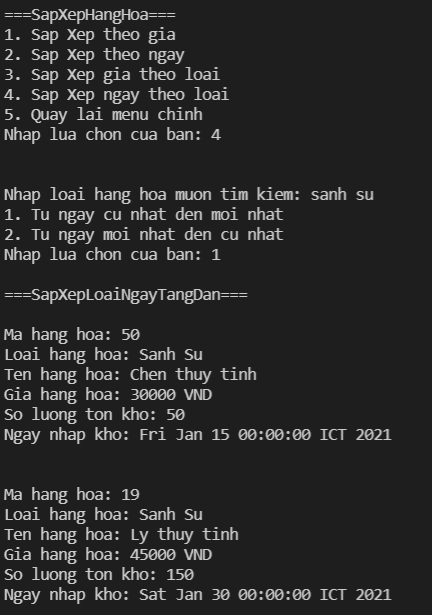 ===SapXepHangHoa===
1. Sap Xep theo gia
2. Sap Xep theo ngay
3. Sap Xep gia theo loai
4. Sap Xep ngay theo loai
5. Quay lai menu chinh
Nhap lua chon cua ban: 4
Nhap loai hang hoa muon tim kiem: sanh su
1. Tu ngay cu nhat den moi nhat
2. Tu ngay moi nhat den cu nhat
Nhap lua chon cua ban: 1
===SapXepLoaiNgayTangDan===
Ma hang hoa: 50
Loai hang hoa: Sanh Su
Ten hang hoa: Chen thuy tinh
Gia hang hoa: 30000 VND
So luong ton kho: 50
Ngay nhap kho: Fri Jan 15 00:00:00 ICT 2021
Ma hang hoa: 19
Loai hang hoa: Sanh Su
Ten hang hoa: Ly thuy tinh
Gia hang hoa: 45000 VND
So luong ton kho: 150
Ngay nhap kho: Sat Jan 30 00:00:00 ICT 2021